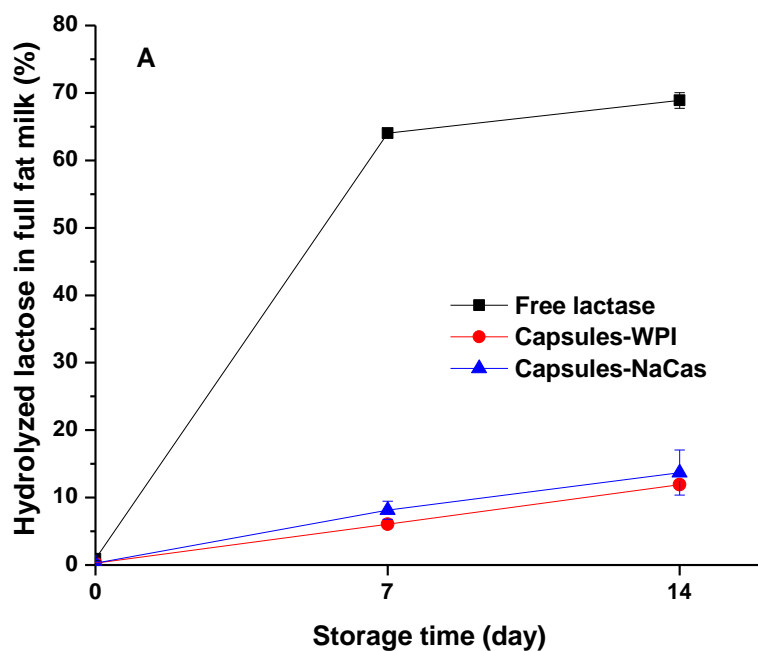 Hydrolyzed lactose in full fat milk (%)
80
70
60
50
40
30
20
10
0
A
Free lactase
Capsules-WPI
Capsules-NaCas
0
7
14
Storage time (day)